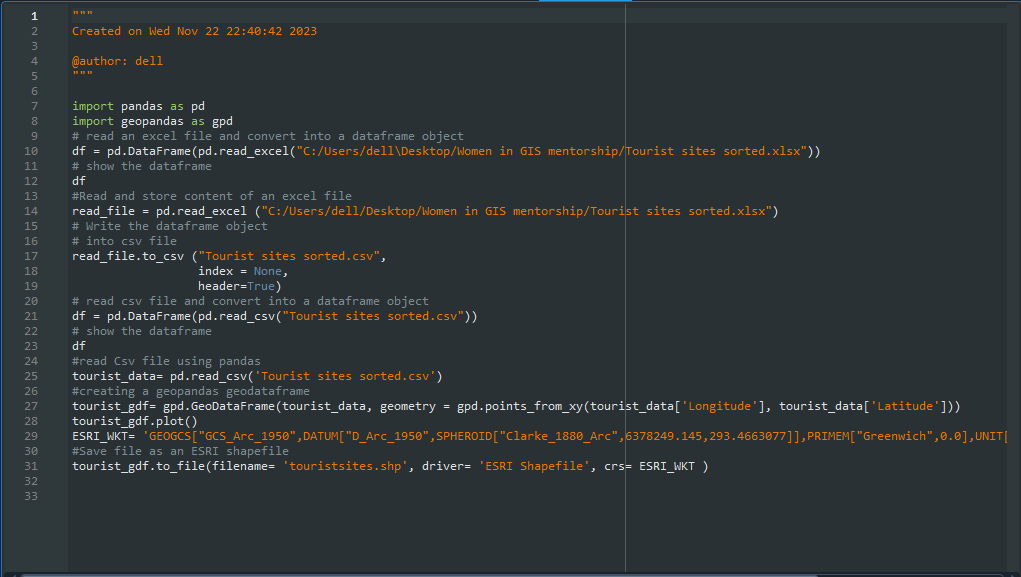 1 """
2 Created on Wed Nov 22 22:40:42 2023
3
4 @author: dell
5 """
6
7 import pandas as pd
8 import geopandas as gpd
9 # read an excel file and convert into a dataframe object
10 df = pd.DataFrame(pd.read_excel("C:/Users/dell\Desktop/Women in GIS mentorship/Tourist sites sorted.xlsx"))
11 # show the dataframe
12 df
13 #Read and store content of an excel file
14 read_file = pd.read_excel ("C:/Users/dell/Desktop/Women in GIS mentorship/Tourist sites sorted.xlsx")
15 # Write the dataframe object
16 # into csv file
17 read_file.to_csv ("Tourist sites sorted.csv",
18                   index = None,
19                   header=True)
20 # read csv file and convert into a dataframe object
21 df = pd.DataFrame(pd.read_csv("Tourist sites sorted.csv"))
22 # show the dataframe
23 df
24 #read Csv file using pandas
25 tourist_data= pd.read_csv('Tourist sites sorted.csv')
26 #creating a geopandas geodataframe
27 tourist_gdf= gpd.GeoDataFrame(tourist_data, geometry = gpd.points_from_xy(tourist_data['Longitude'], tourist_data['Latitude']))
28 tourist_gdf.plot()
29 ESRI_WKT= 'GEOGCS["GCS_Arc_1950",DATUM["D_Arc_1950",SPHEROID["Clarke_1880_Arc",6378249.145,293.4663077]],PRIMEM["Greenwich",0.0],UNIT[
30 #Save file as an ESRI shapefile
31 tourist_gdf.to_file(filename= 'touristsites.shp', driver= 'ESRI Shapefile', crs= ESRI_WKT )
32
33